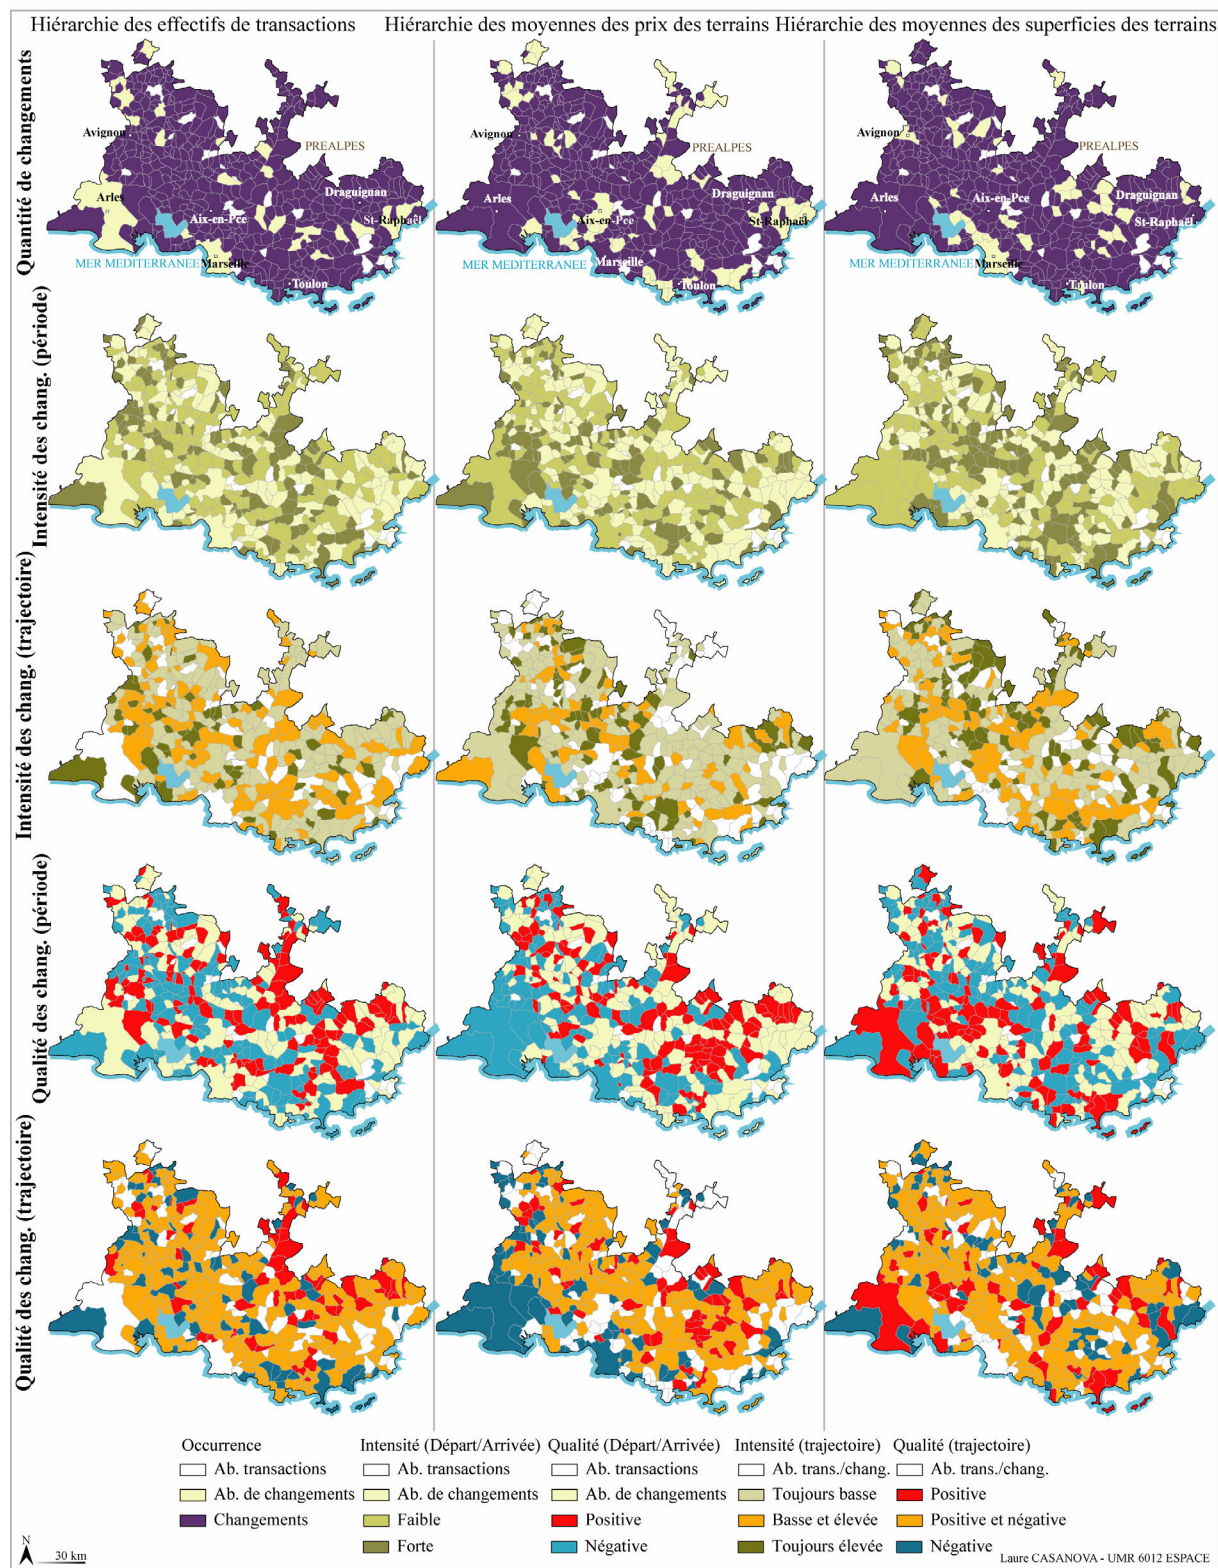 Hiérarchie des effectifs de transactions
Hiérarchie des moyennes des prix des terrains
Hiérarchie des moyennes des superficies des terrains
Quantité de changements
Avignon
PREALPES
Arles
Draguignan
Aix-en-Pce
St-Raphaël
MER MEDITERRANEE
Marseille
Toulon
Avignon
PREALPES
Arles
Draguignan
Aix-en-Pce
St-Raphaël
MER MEDITERRANEE
Marseille
Toulon
Avignon
PREALPES
Arles
Draguignan
Aix-en-Pce
St-Raphaël
MER MEDITERRANEE
Marseille
Toulon
Intensité des chang. (période)
Intensité des chang. (trajectoire)
Qualité des chang. (période)
Qualité des chang. (trajectoire)
Occurrence
Ab. transactions
Ab. de changements
Changements
Intensité (Départ/Arrivée)
Ab. transactions
Ab. de changements
Faible
Forte
Qualité (Départ/Arrivée)
Ab. transactions
Ab. de changements
Positive
Négative
Intensité (trajectoire)
Ab. trans./chang.
Toujours basse
Basse et élevée
Toujours élevée
Qualité (trajectoire)
Ab. trans./chang.
Positive
Positive et négative
Négative
N
30 km
Laure CASANOVA - UMR 6012 ESPACE